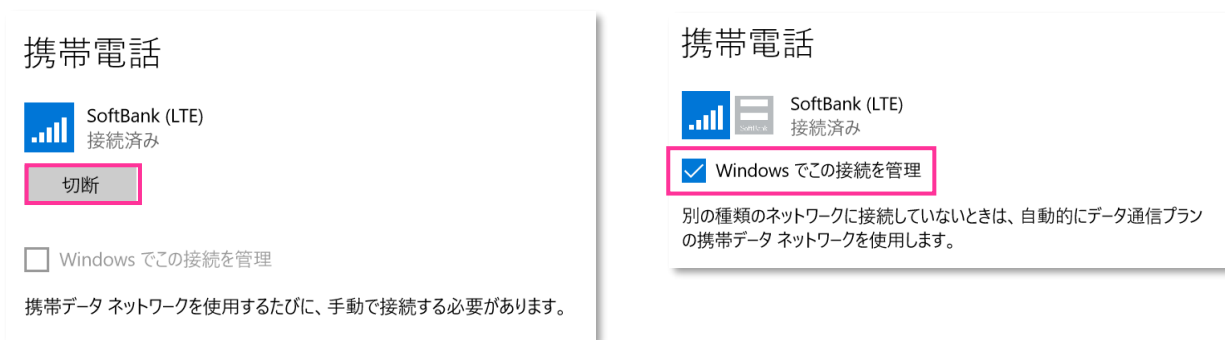 携帯電話
SoftBank (LTE)
接続済み
切断
Windows でこの接続を管理
携帯データ ネットワークを使用するたびに、手動で接続する必要があります。
携帯電話
SoftBank (LTE)
接続済み
Windows でこの接続を管理
別の種類のネットワークに接続していないときは、自動的にデータ通信プラン
の携帯データ ネットワークを使用します。